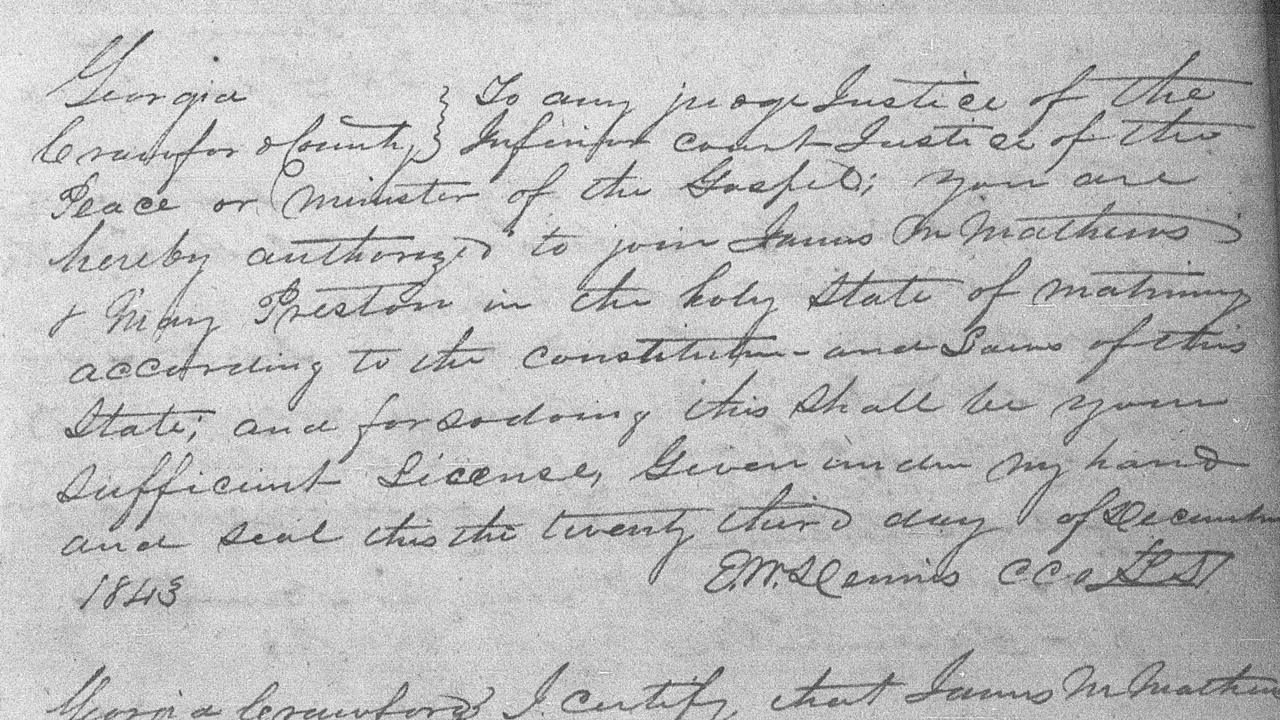 Georgia } To any judge Justice of the
Crawford County } Inferior court Justice of the
Peace or minister of the Gospel; you are
hereby authorized to join James M Mathews
& Mary Preston in the holy State of matrimony
according to the constitution and Laws of this
State; and for so doing this shall be your
sufficient License, Given under my hand
and seal this the twenty third day of December
1843 E. W. Dennis CCO LS
Georgia Crawford } I certify that James M Mathews